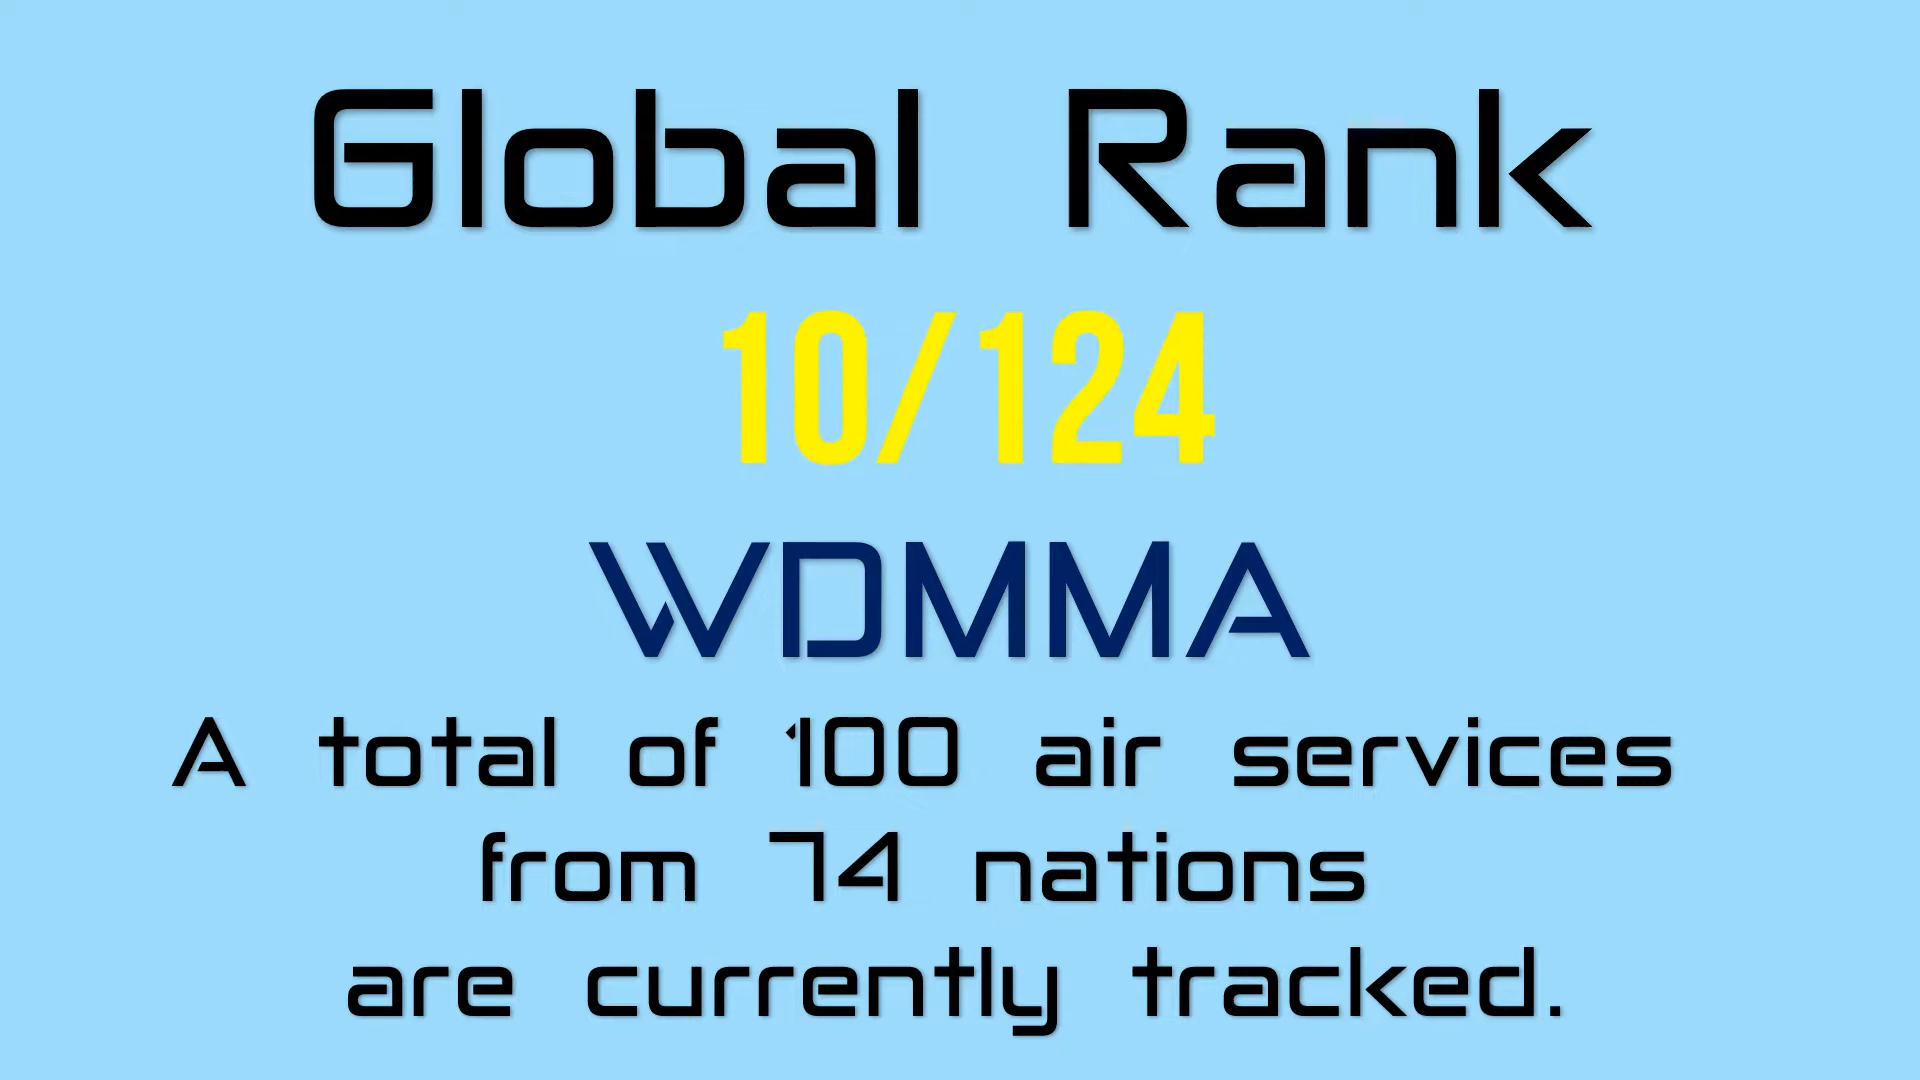 Global Rank
10/124
WDMMA
A total of 100 air services
from 74 nations
are currently tracked.